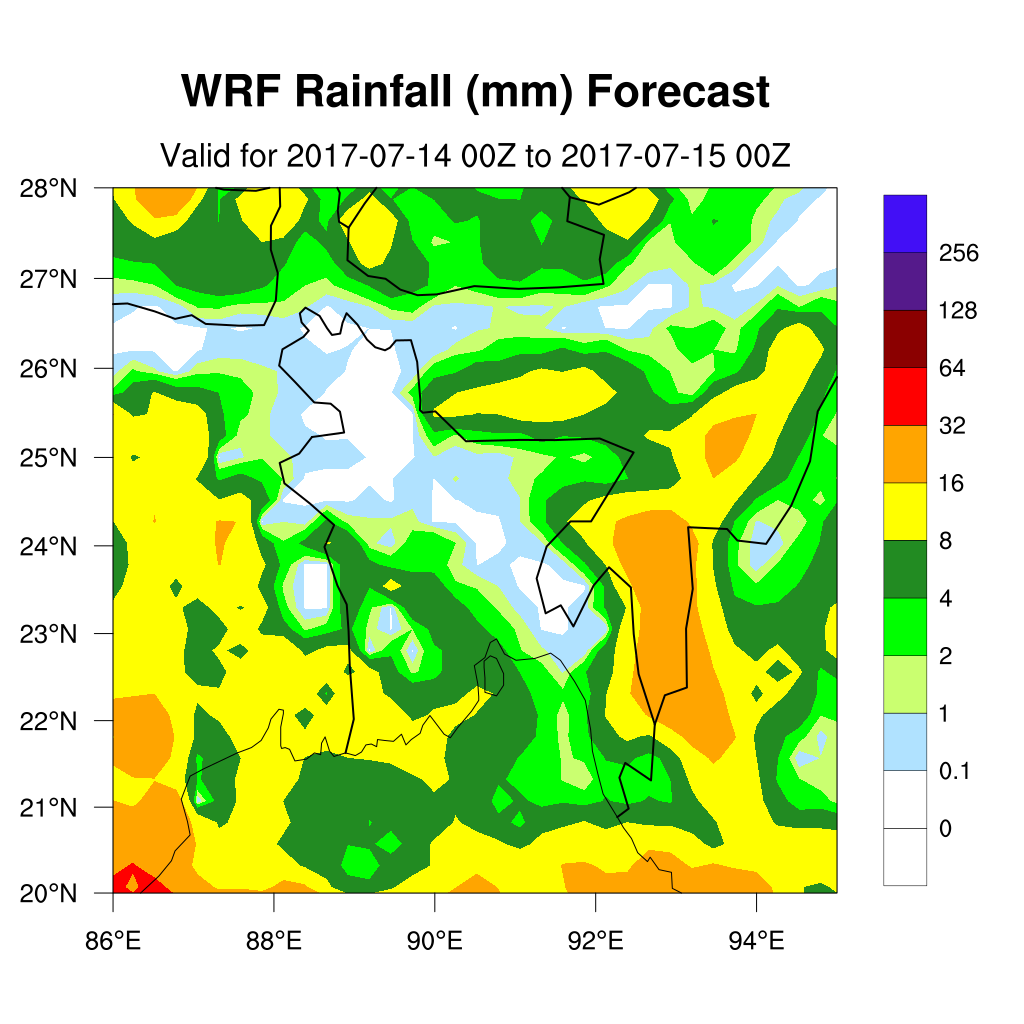 WRF Rainfall (mm) Forecast
Valid for 2017-07-14 00Z to 2017-07-15 00Z
28°N
27°N
26°N
25°N
24°N
23°N
22°N
21°N
20°N
86°E 88°E 90°E 92°E 94°E
256
128
64
32
16
8
4
2
1
0.1
0